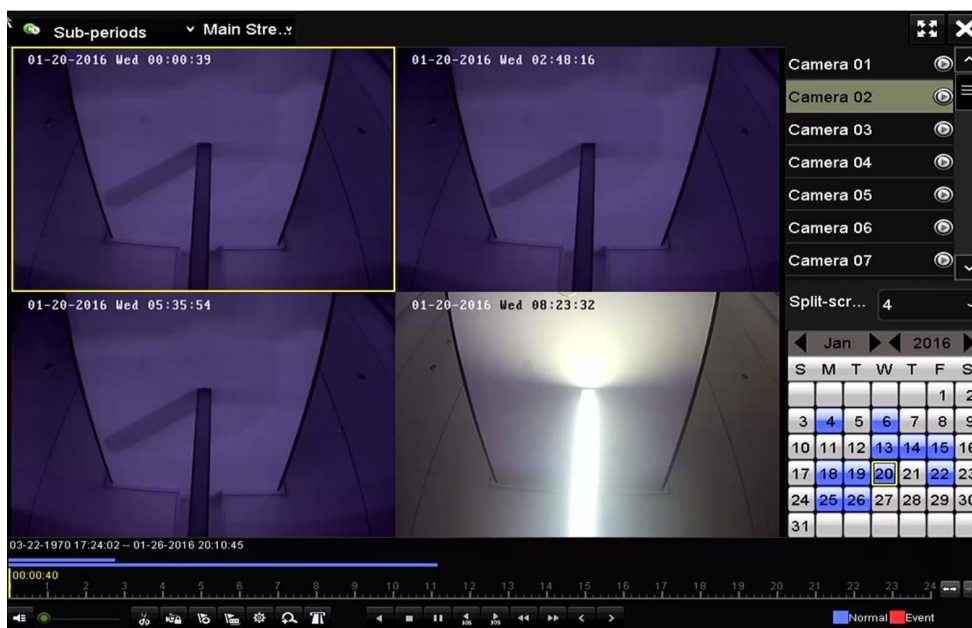 Sub-periods Main Stre..
01-20-2016 Wed 00:00:39
01-20-2016 Wed 02:48:16
01-20-2016 Wed 05:35:54
01-20-2016 Wed 08:23:32
Camera 01
Camera 02
Camera 03
Camera 04
Camera 05
Camera 06
Camera 07
Split-scr... 4
Jan 2016
S M T W T F S
1 2
3 4 5 6 7 8 9
10 11 12 13 14 15 16
17 18 19 20 21 22 23
24 25 26 27 28 29 30
31
03-22-1970 17:24:02 -- 01-26-2016 20:10:45
00:00:40
1 2 3 4 5 6 7 8 9 10 11 12 13 14 15 16 17 18 19 20 21 22 23 24
30S 30S
Normal Event